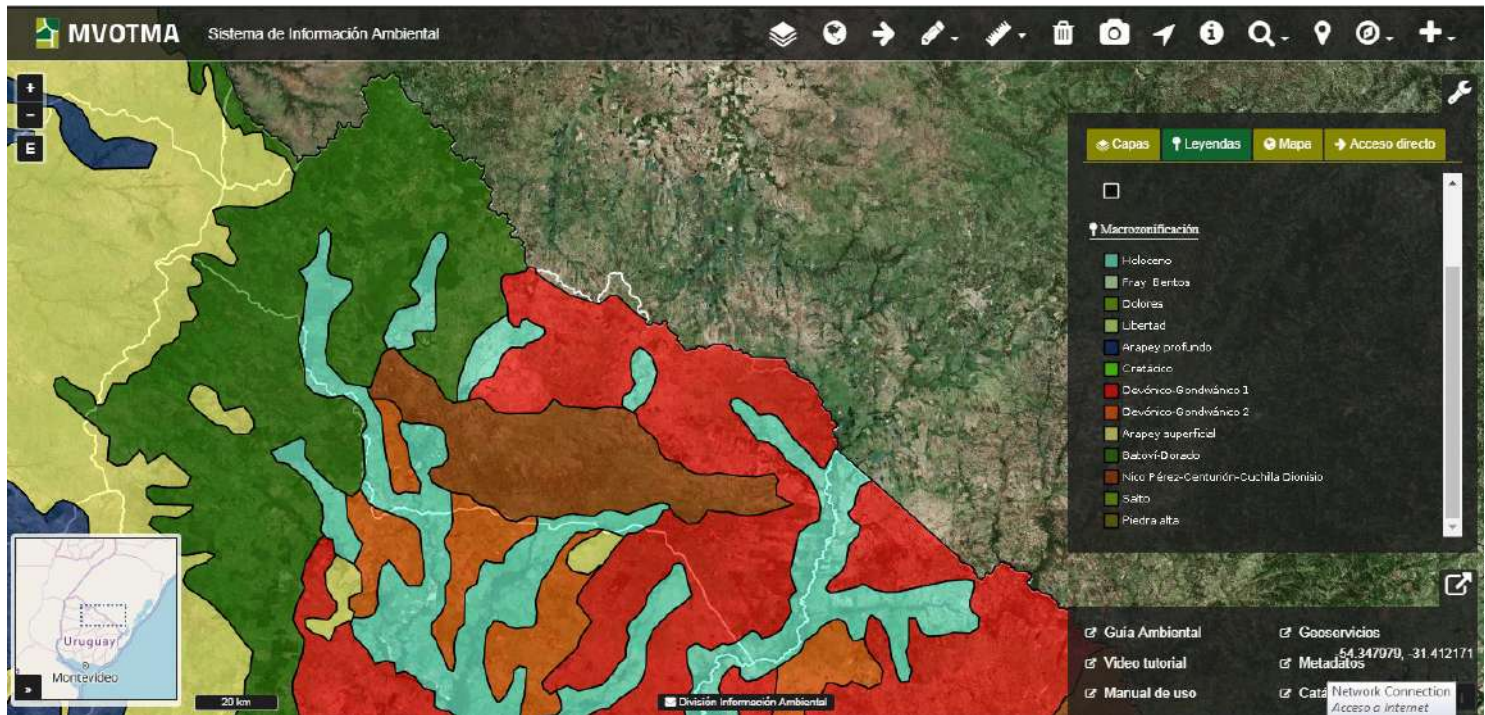 MVOTMA Sistema de Información Ambiental
+
−
E
Capas Leyendas Mapa Acceso directo
Macrozonificación
Holoceno
Fray Bentos
Dolores
Libertad
Arapey profundo
Cretácico
Devónico-Gondwánico 1
Devónico-Gondwánico 2
Arapey superficial
Batoví-Dorado
Nico Pérez-Centurión-Cuchilla Dionisio
Salto
Piedra alta
Uruguay
Montevideo
»
20 km
División Información Ambiental
Guía Ambiental Geoservicios
-54.347979, -31.412171
Video tutorial Metadatos
Manual de uso Catá
Network Connection
Acceso a Internet